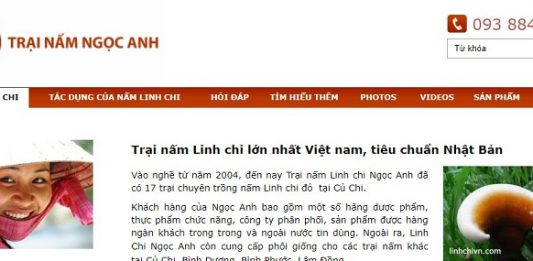 093 884
TRẠI NẤM NGỌC ANH
Từ khóa
CHI TÁC DỤNG CỦA NẤM LINH CHI HỎI ĐÁP TÌM HIỂU THÊM PHOTOS VIDEOS SẢN PHẨM
Trại nấm Linh chi lớn nhất Việt nam, tiêu chuẩn Nhật Bản
Vào nghề từ năm 2004, đến nay Trại nấm Linh chi Ngọc Anh đã
có 17 trại chuyên trồng nấm Linh chi đỏ tại Củ Chi.
Khách hàng của Ngọc Anh bao gồm một số hãng dược phẩm,
thực phẩm chức năng, công ty phân phối, sản phẩm được hàng
ngàn khách trong trong và ngoài nước tin dùng. Ngoài ra, Linh
Chi Ngọc Anh còn cung cấp phôi giống cho các trại nấm khác
tại Củ Chi, Bình Dương, Bình Phước, Lâm Đồng
linhchivn.com